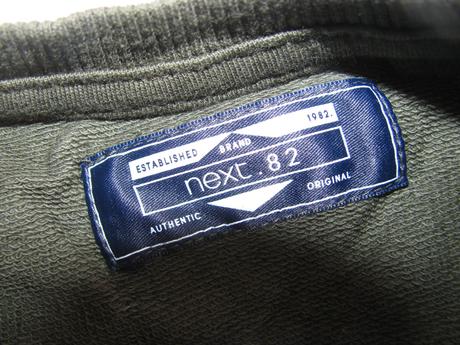 ESTABLISHED BRAND 1982.
next.82
AUTHENTIC ORIGINAL